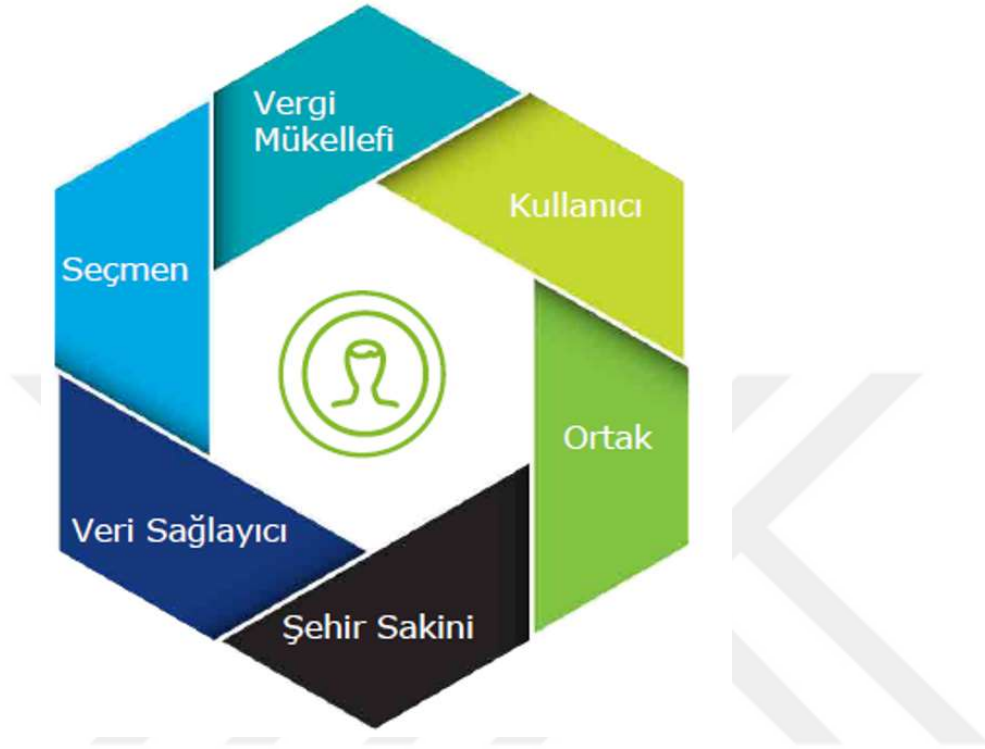 Vergi
Mükellefi
Kullanıcı
Seçmen
Ortak
Veri Sağlayıcı
Şehir Sakini